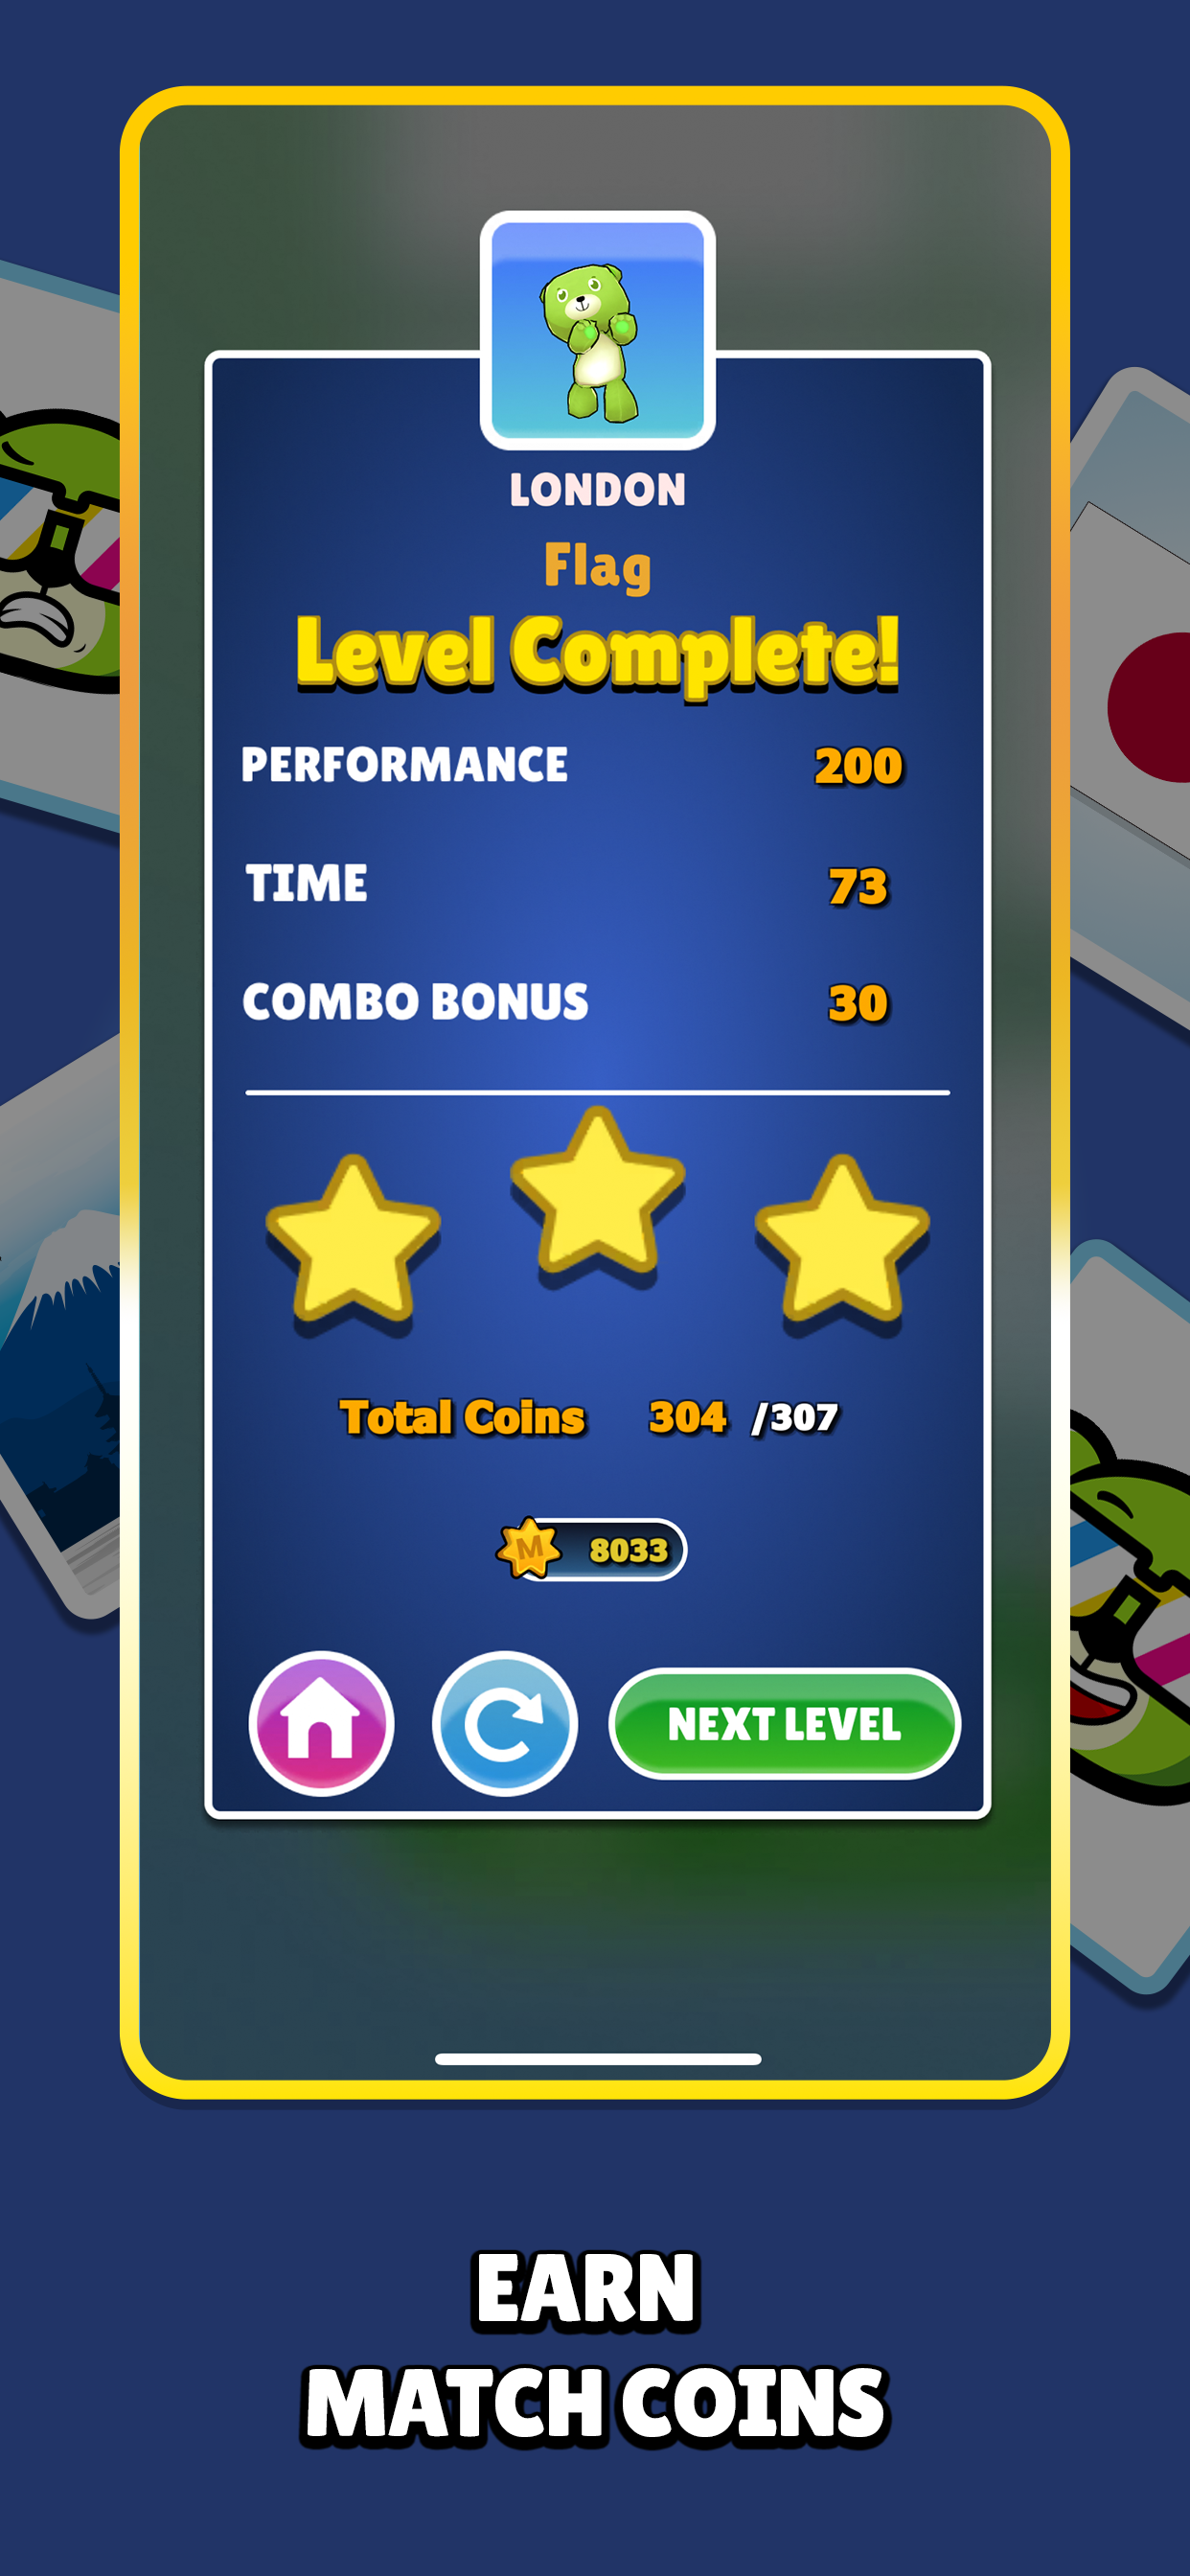 LONDON
Flag
Level Complete!
PERFORMANCE 200
TIME 73
COMBO BONUS 30
Total Coins 304 /307
M 8033
NEXT LEVEL
EARN
MATCH COINS